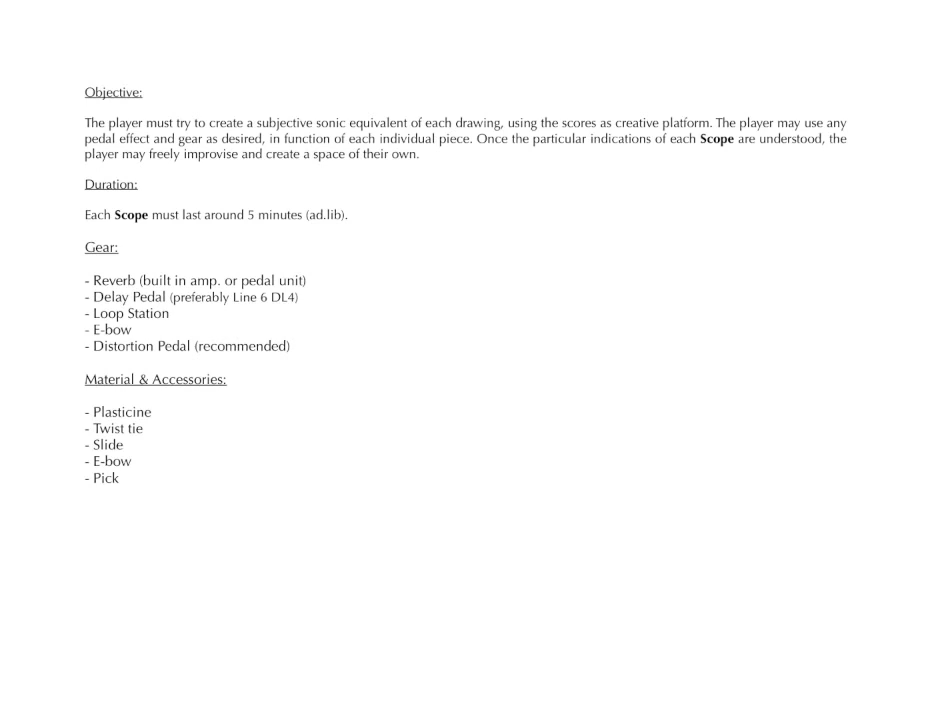 Objective:
The player must try to create a subjective sonic equivalent of each drawing, using the scores as creative platform. The player may use any
pedal effect and gear as desired, in function of each individual piece. Once the particular indications of each Scope are understood, the
player may freely improvise and create a space of their own.
Duration:
Each Scope must last around 5 minutes (ad.lib).
Gear:
- Reverb (built in amp. or pedal unit)
- Delay Pedal (preferably Line 6 DL4)
- Loop Station
- E-bow
- Distortion Pedal (recommended)
Material & Accessories:
- Plasticine
- Twist tie
- Slide
- E-bow
- Pick